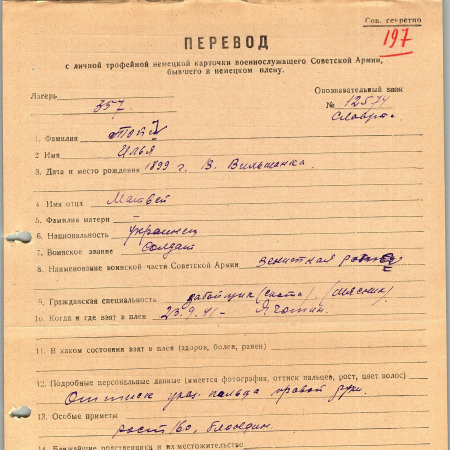 Сов. секретно
197
ПЕРЕВОД
с личной трофейной немецкой карточки военнослужащего Советской Армии,
бывшего в немецком плену.
Лагерь 357
Опознавательный знак
№ 12574
1. Фамилия
2 Имя Илья
3. Дата и место рождения 1899 г. В. Вильшанка.
4. Имя отца Матвей
5. Фамилия матери
6. Национальность украинец
7. Воинское звание солдат
8. Наименование воинской части Советской Армии зенитная рота
9. Гражданская специальность забойщик (скота) /мясник/
10. Когда и где взят в плен 23.9.41 - Яготин.
11. В каком состоянии взят в плен (здоров, болен, ранен)
12. Подробные персональные данные (имеется фотография, оттиск пальцев, рост, цвет волос)
Оттиск указ. пальца правой руки.
13. Особые приметы
рост 160, блондин.
14. Ближайшие родственники и их местожительство